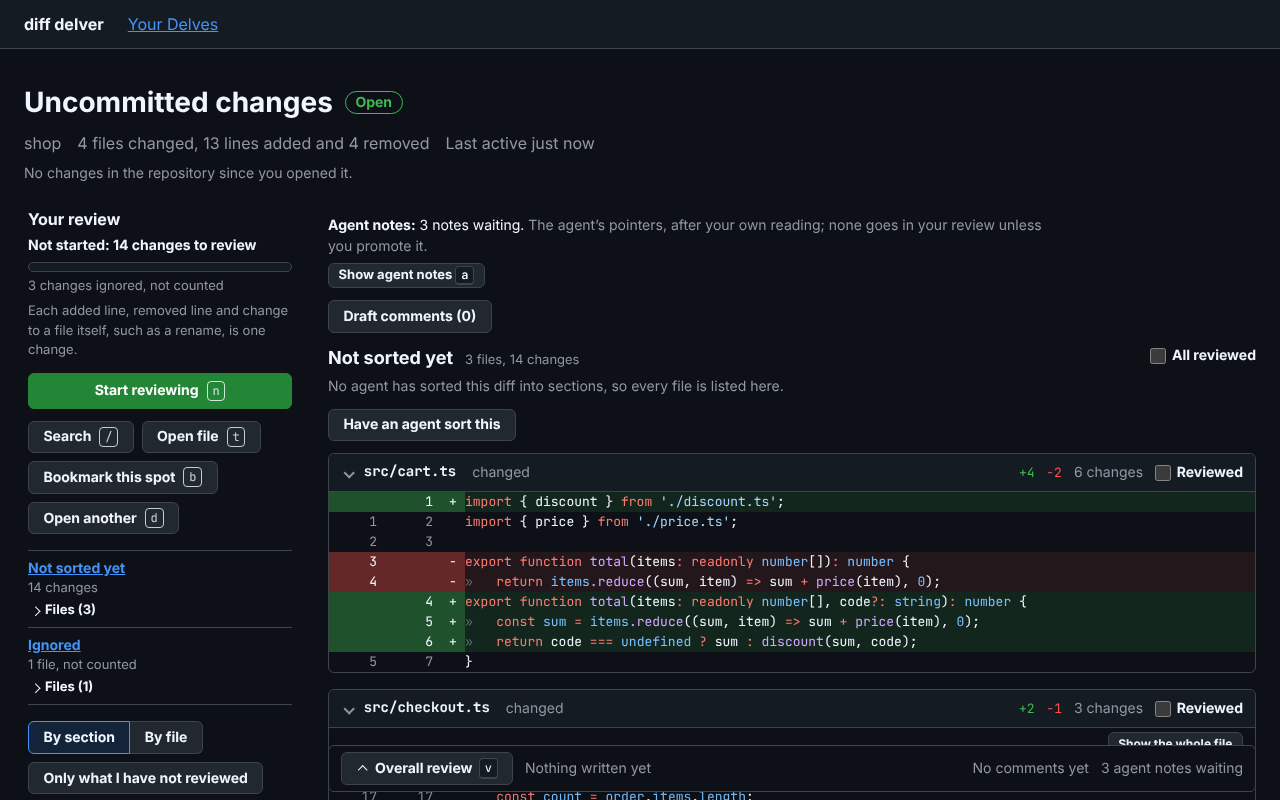 diff delver Your Delves
Uncommitted changes Open
shop 4 files changed, 13 lines added and 4 removed Last active just now
No changes in the repository since you opened it.
Your review
Not started: 14 changes to review
3 changes ignored, not counted
Each added line, removed line and change
to a file itself, such as a rename, is one
change.
Start reviewing n
Search / Open file t
Bookmark this spot b
Open another d
Not sorted yet
14 changes
Files (3)
Ignored
1 file, not counted
Files (1)
By section By file
Only what I have not reviewed
Agent notes: 3 notes waiting. The agent’s pointers, after your own reading; none goes in your review unless
you promote it.
Show agent notes a
Draft comments (0)
Not sorted yet 3 files, 14 changes All reviewed
No agent has sorted this diff into sections, so every file is listed here.
Have an agent sort this
src/cart.ts changed +4 -2 6 changes Reviewed
1 + import { discount } from './discount.ts';
1 2 import { price } from './price.ts';
2 3
3 - export function total(items: readonly number[]): number {
4 - » return items.reduce((sum, item) => sum + price(item), 0);
4 + export function total(items: readonly number[], code?: string): number {
5 + » const sum = items.reduce((sum, item) => sum + price(item), 0);
6 + » return code === undefined ? sum : discount(sum, code);
5 7 }
src/checkout.ts changed +2 -1 3 changes Reviewed
Show the whole file
Overall review v Nothing written yet No comments yet 3 agent notes waiting
17 17 const count = order.items.length;